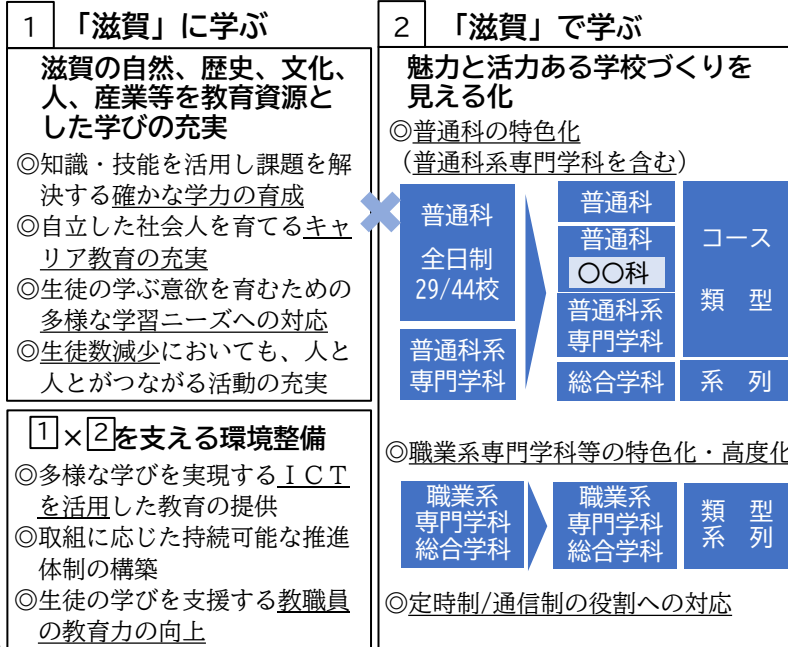 1 「滋賀」に学ぶ
滋賀の自然、歴史、文化、
人、産業等を教育資源と
した学びの充実
◎知識・技能を活用し課題を解
決する確かな学力の育成
◎自立した社会人を育てるキャ
リア教育の充実
◎生徒の学ぶ意欲を育むための
多様な学習ニーズへの対応
◎生徒数減少においても、人と
人とがつながる活動の充実
1×2を支える環境整備
◎多様な学びを実現するＩＣＴ
を活用した教育の提供
◎取組に応じた持続可能な推進
体制の構築
◎生徒の学びを支援する教職員
の教育力の向上
2 「滋賀」で学ぶ
魅力と活力ある学校づくりを
見える化
◎普通科の特色化
（普通科系専門学科を含む）
普通科
全日制
29/44校
普通科系
専門学科
普通科
普通科
〇〇科
普通科系
専門学科
総合学科
コース
類　型
系　列
◎職業系専門学科等の特色化・高度化
職業系
専門学科
総合学科
職業系
専門学科
総合学科
類　型
系　列
◎定時制/通信制の役割への対応